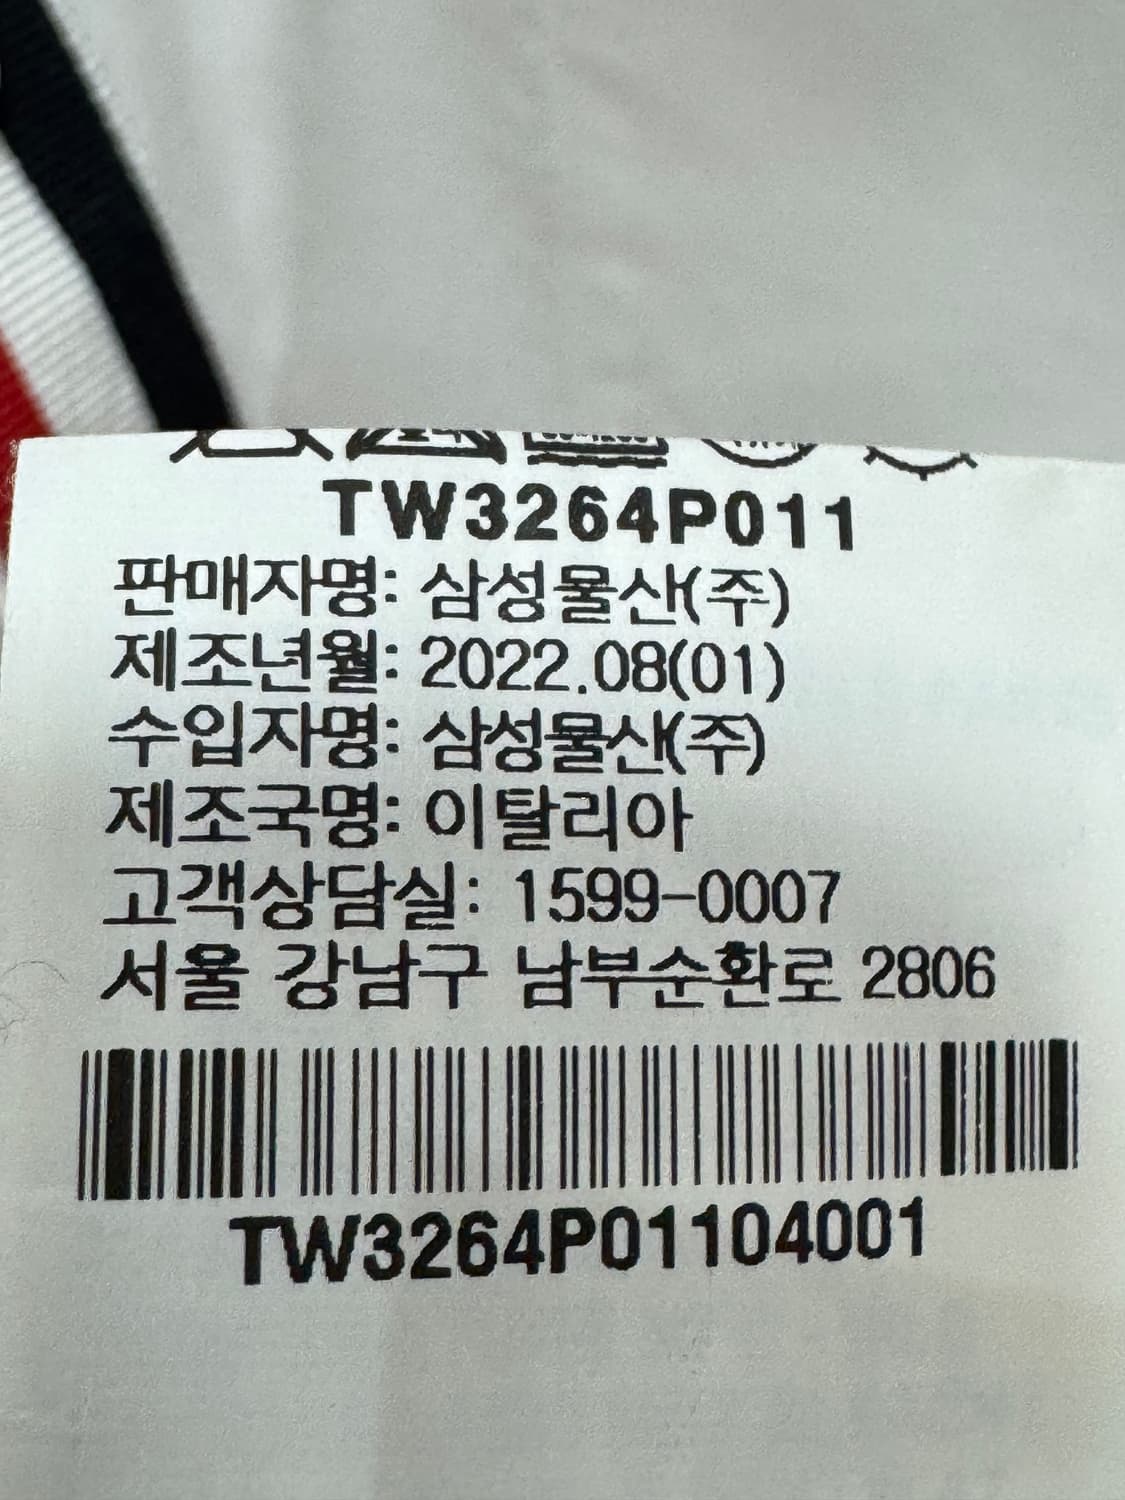 TW3264P011
판매자명: 삼성물산(주)
제조년월: 2022.08(01)
수입자명: 삼성물산(주)
제조국명: 이탈리아
고객상담실: 1599-0007
서울 강남구 남부순환로 2806
TW3264P01104001